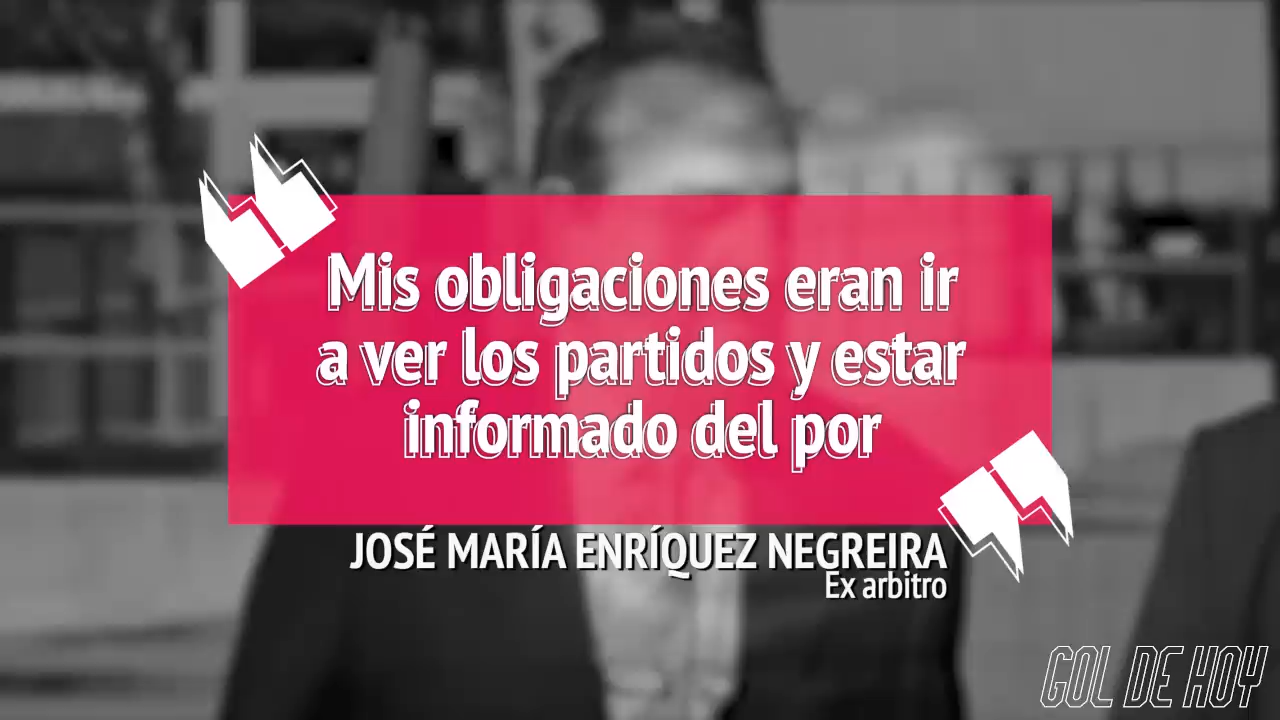 Mis obligaciones eran ir
a ver los partidos y estar
informado del por
JOSÉ MARÍA ENRÍQUEZ NEGREIRA
Ex arbitro
GOL DE HOY